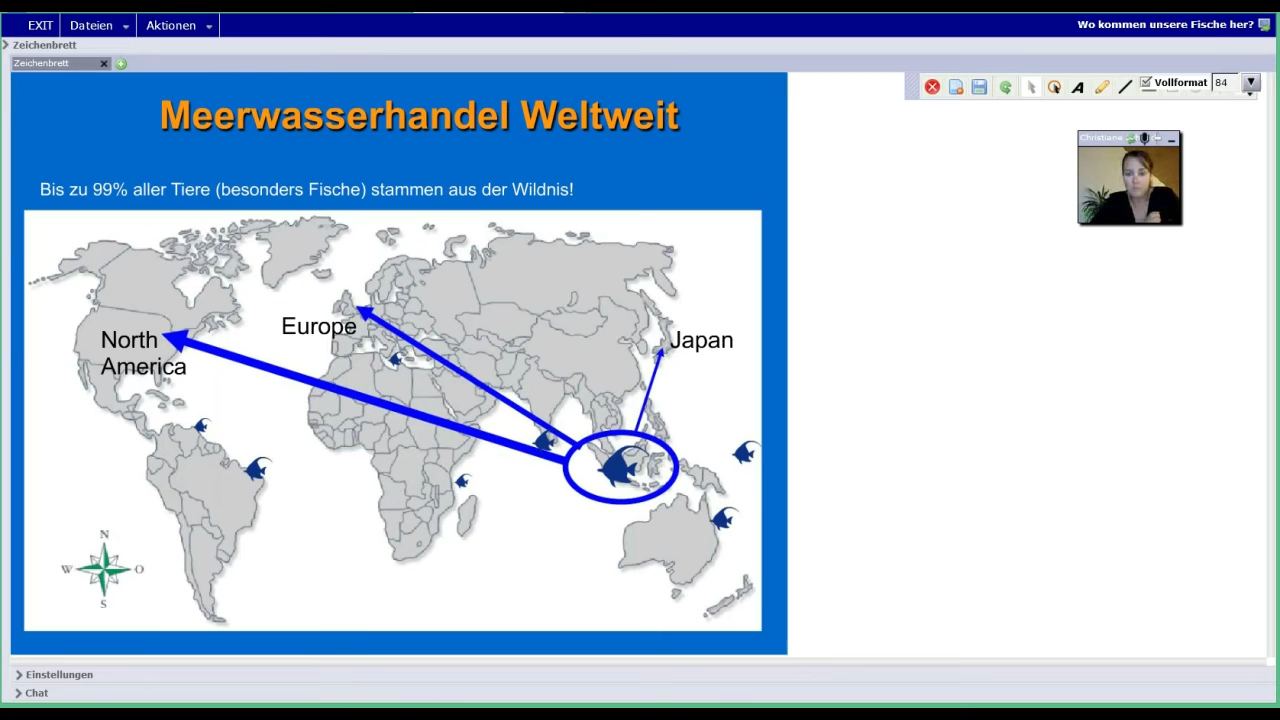 EXIT Dateien Aktionen Wo kommen unsere Fische her?
Zeichenbrett
Zeichenbrett
Vollformat 84
Christiane
Meerwasserhandel Weltweit
Bis zu 99% aller Tiere (besonders Fische) stammen aus der Wildnis!
Europe
North
America
Japan
N
W O
S
Einstellungen
Chat